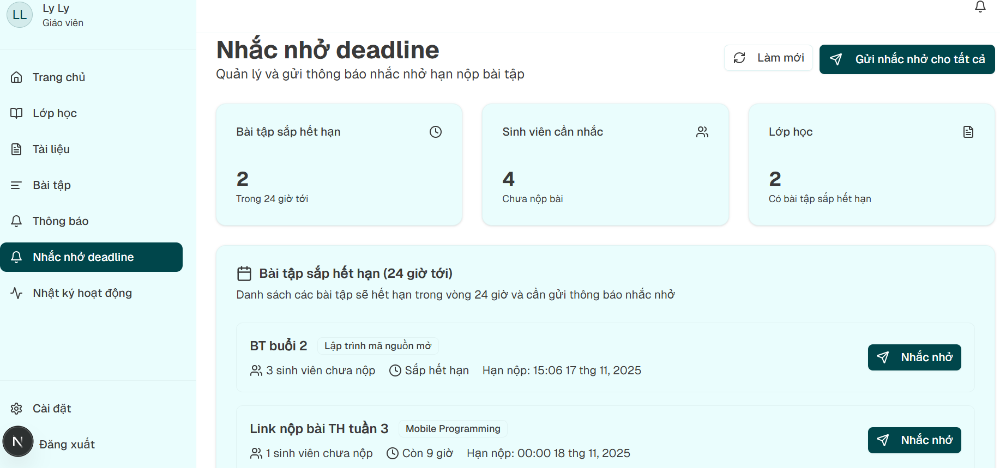 LL
Ly Ly
Giáo viên
Trang chủ
Lớp học
Tài liệu
Bài tập
Thông báo
Nhắc nhở deadline
Nhật ký hoạt động
Cài đặt
N
Đăng xuất
Nhắc nhở deadline
Quản lý và gửi thông báo nhắc nhở hạn nộp bài tập
Làm mới
Gửi nhắc nhở cho tất cả
Bài tập sắp hết hạn
2
Trong 24 giờ tới
Sinh viên cần nhắc
4
Chưa nộp bài
Lớp học
2
Có bài tập sắp hết hạn
Bài tập sắp hết hạn (24 giờ tới)
Danh sách các bài tập sẽ hết hạn trong vòng 24 giờ và cần gửi thông báo nhắc nhở
BT buổi 2 Lập trình mã nguồn mở
3 sinh viên chưa nộp Sắp hết hạn Hạn nộp: 15:06 17 thg 11, 2025
Nhắc nhở
Link nộp bài TH tuần 3 Mobile Programming
1 sinh viên chưa nộp Còn 9 giờ Hạn nộp: 00:00 18 thg 11, 2025
Nhắc nhở